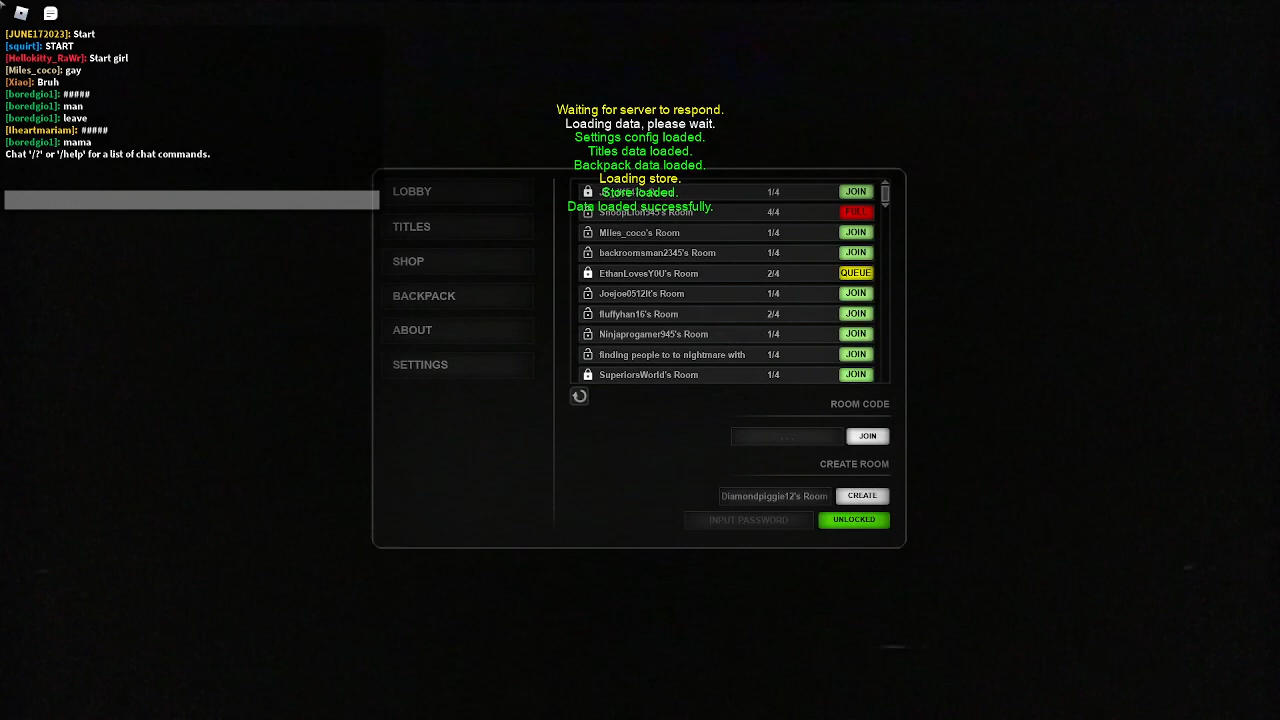 [JUNE172023]: Start
[squirt]: START
[Hellokitty_RaWr]: Start girl
[Miles_coco]: gay
[Xiao]: Bruh
[boredgio1]: #####
[boredgio1]: man
[boredgio1]: leave
[Iheartmariam]: #####
[boredgio1]: mama
Chat '/?' or '/help' for a list of chat commands.
Waiting for server to respond.
Loading data, please wait.
Settings config loaded.
Titles data loaded.
Backpack data loaded.
Loading store.
Store loaded.
Data loaded successfully.
LOBBY
TITLES
SHOP
BACKPACK
ABOUT
SETTINGS
1/4 JOIN
SnoopLion545's Room 4/4 FULL
Miles_coco's Room 1/4 JOIN
backroomsman2345's Room 1/4 JOIN
EthanLovesY0U's Room 2/4 QUEUE
Joejoe0512lt's Room 1/4 JOIN
fluffyhan16's Room 2/4 JOIN
Ninjaprogamer945's Room 1/4 JOIN
finding people to to nightmare with 1/4 JOIN
SuperiorsWorld's Room 1/4 JOIN
ROOM CODE
... JOIN
CREATE ROOM
Diamondpiggie12's Room CREATE
INPUT PASSWORD UNLOCKED